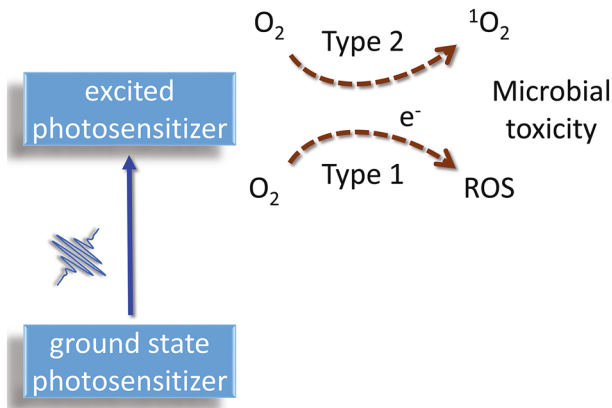 O₂ Type 2 ¹O₂
excited
photosensitizer
Microbial
toxicity
e⁻
O₂ Type 1 ROS
ground state
photosensitizer